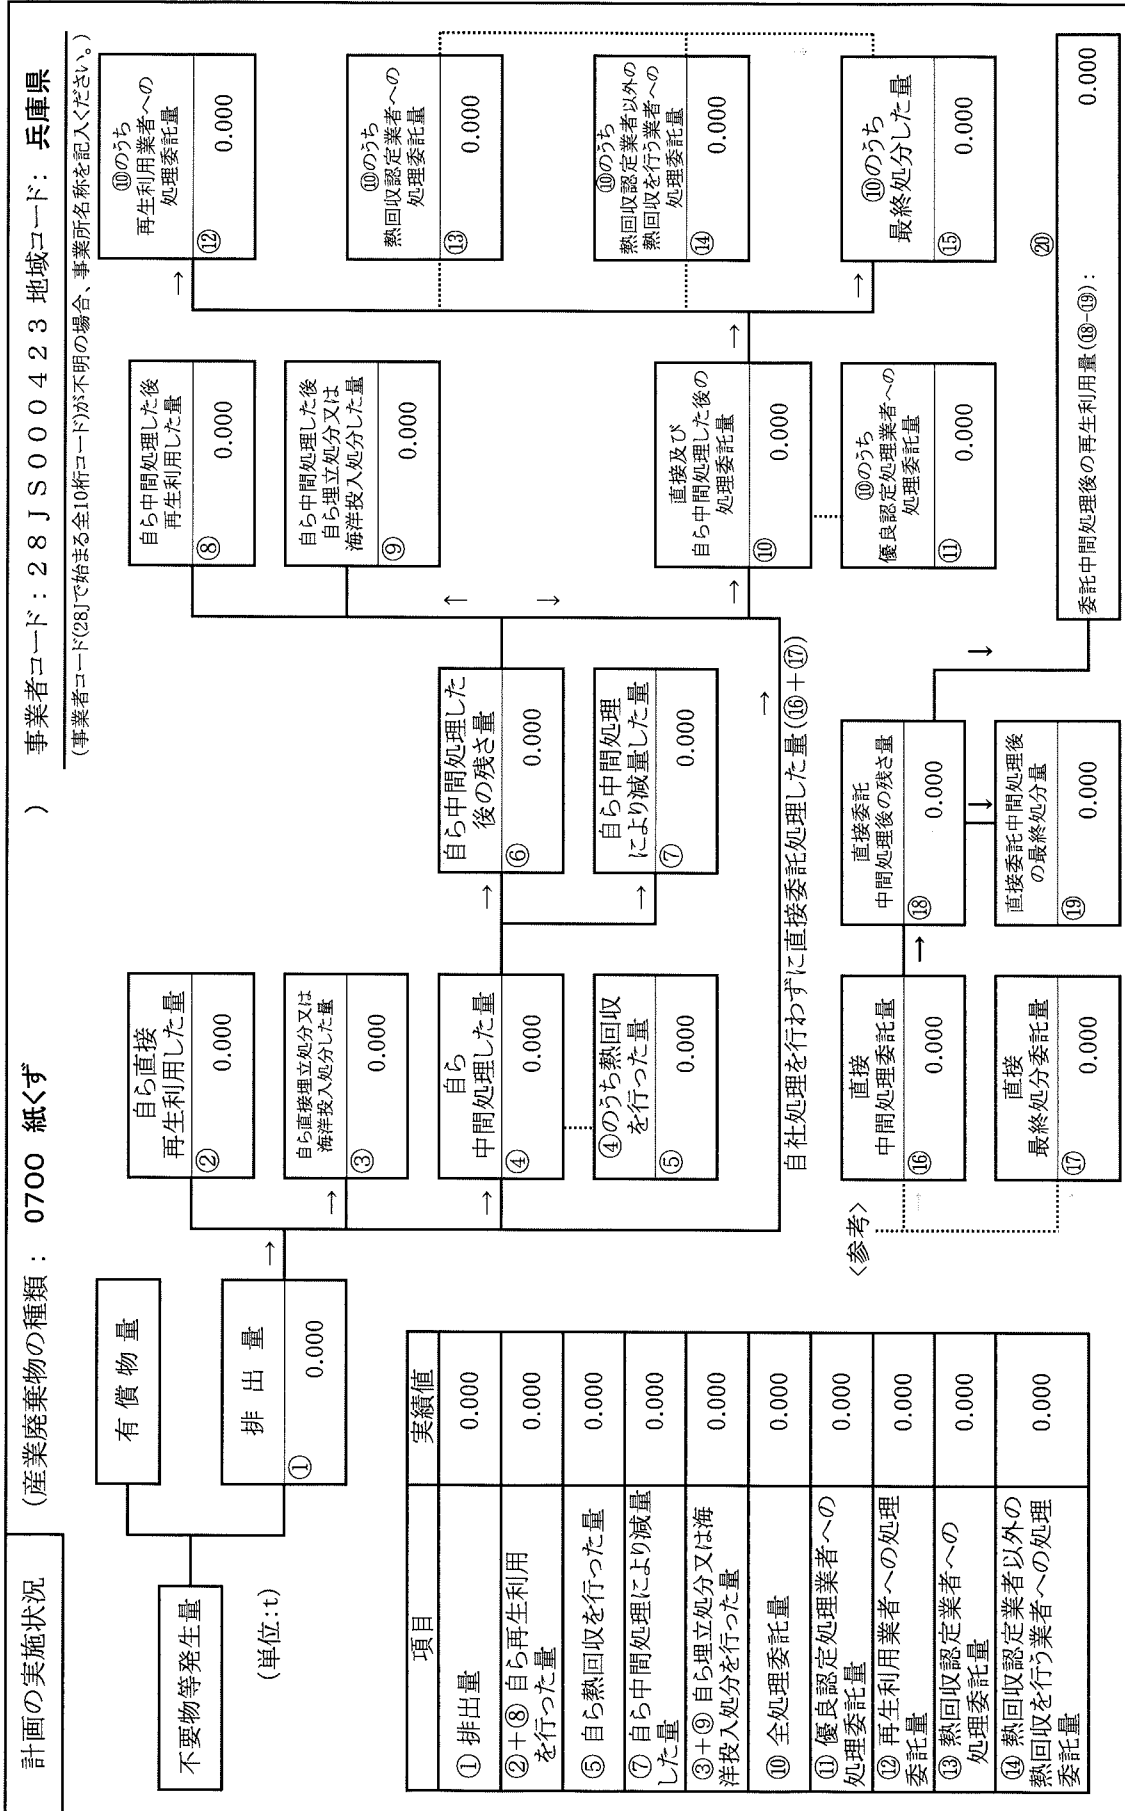 計画の実施状況
(産業廃棄物の種類： 0700 紙くず
)
事業者コード：28JS000423 地域コード： 兵庫県
(事業者コード(28Jで始まる全10桁コード)が不明の場合、事業所名称を記入ください。)
不要物等発生量
(単位:t)
有償物量
排出量
①
0.000
→
自ら直接
再生利用した量
②
0.000
→
自ら直接埋立処分又は
海洋投入処分した量
③
0.000
→
自ら
中間処理した量
④
0.000
④のうち熱回収
を行った量
⑤
0.000
→
自ら中間処理した
後の残さ量
⑥
0.000
→
自ら中間処理
により減量した量
⑦
0.000
↑
↓
自ら中間処理した後
再生利用した量
⑧
0.000
自ら中間処理した後
自ら埋立処分又は
海洋投入処分した量
⑨
0.000
→
→
直接及び
自ら中間処理した後の
処理委託量
⑩
0.000
⑩のうち
優良認定処理業者への
処理委託量
⑪
0.000
→
→
⑩のうち
再生利用業者への
処理委託量
⑫
0.000
⑩のうち
熱回収認定業者への
処理委託量
⑬
0.000
⑩のうち
熱回収認定業者以外の
熱回収を行う業者への
処理委託量
⑭
0.000
→
⑩のうち
最終処分した量
⑮
0.000
自社処理を行わずに直接委託処理した量(⑯+⑰)
<参考>
直接
中間処理委託量
⑯
0.000
直接
最終処分委託量
⑰
0.000
→
直接委託
中間処理後の残さ量
⑱
0.000
↓
直接委託中間処理後
の最終処分量
⑲
0.000
↓
⑳
委託中間処理後の再生利用量(⑱-⑲)：
0.000
項目 実績値
① 排出量 0.000
②+⑧ 自ら再生利用
を行った量 0.000
⑤ 自ら熱回収を行った量 0.000
⑦ 自ら中間処理により減量
した量 0.000
③+⑨ 自ら埋立処分又は海
洋投入処分を行った量 0.000
⑩ 全処理委託量 0.000
⑪ 優良認定処理業者への
処理委託量 0.000
⑫ 再生利用業者への処理
委託量 0.000
⑬ 熱回収認定業者への
処理委託量 0.000
⑭ 熱回収認定業者以外の
熱回収を行う業者への処理
委託量 0.000